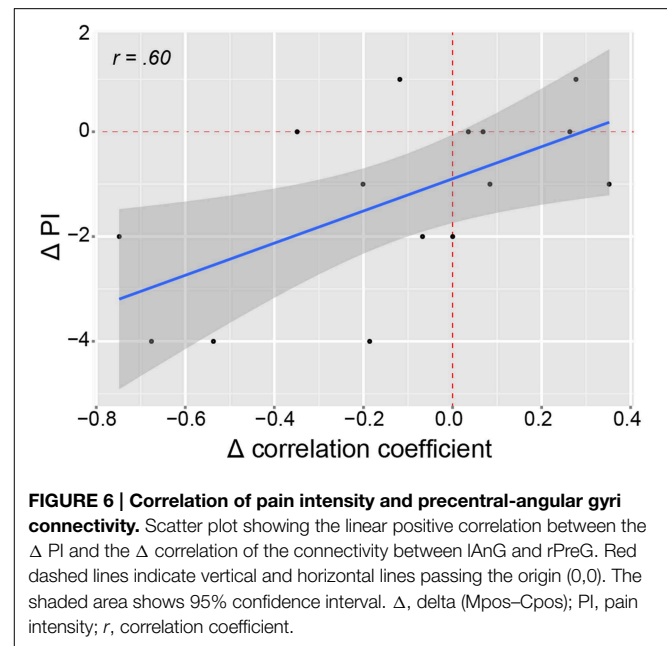 r = .60
2
0
−2
−4
Δ PI
−0.8 −0.6 −0.4 −0.2 0.0 0.2 0.4
Δ correlation coefficient
FIGURE 6 | Correlation of pain intensity and precentral-angular gyri
connectivity. Scatter plot showing the linear positive correlation between the
Δ PI and the Δ correlation of the connectivity between lAnG and rPreG. Red
dashed lines indicate vertical and horizontal lines passing the origin (0,0). The
shaded area shows 95% confidence interval. Δ, delta (Mpos–Cpos); PI, pain
intensity; r, correlation coefficient.